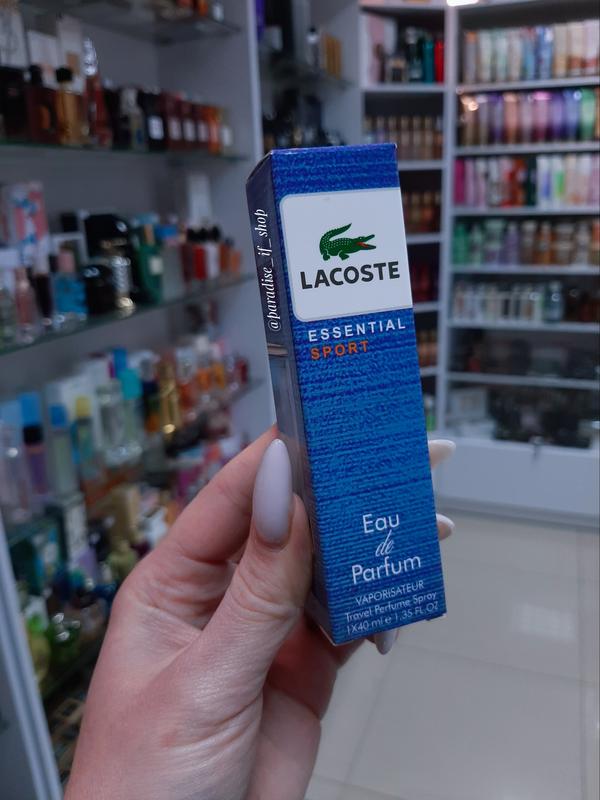 @paradise_if_shop
LACOSTE
ESSENTIAL
SPORT
Eau
de
Parfum
VAPORISATEUR
Travel Perfume Spray
1X40 ml e 1.35 FL OZ